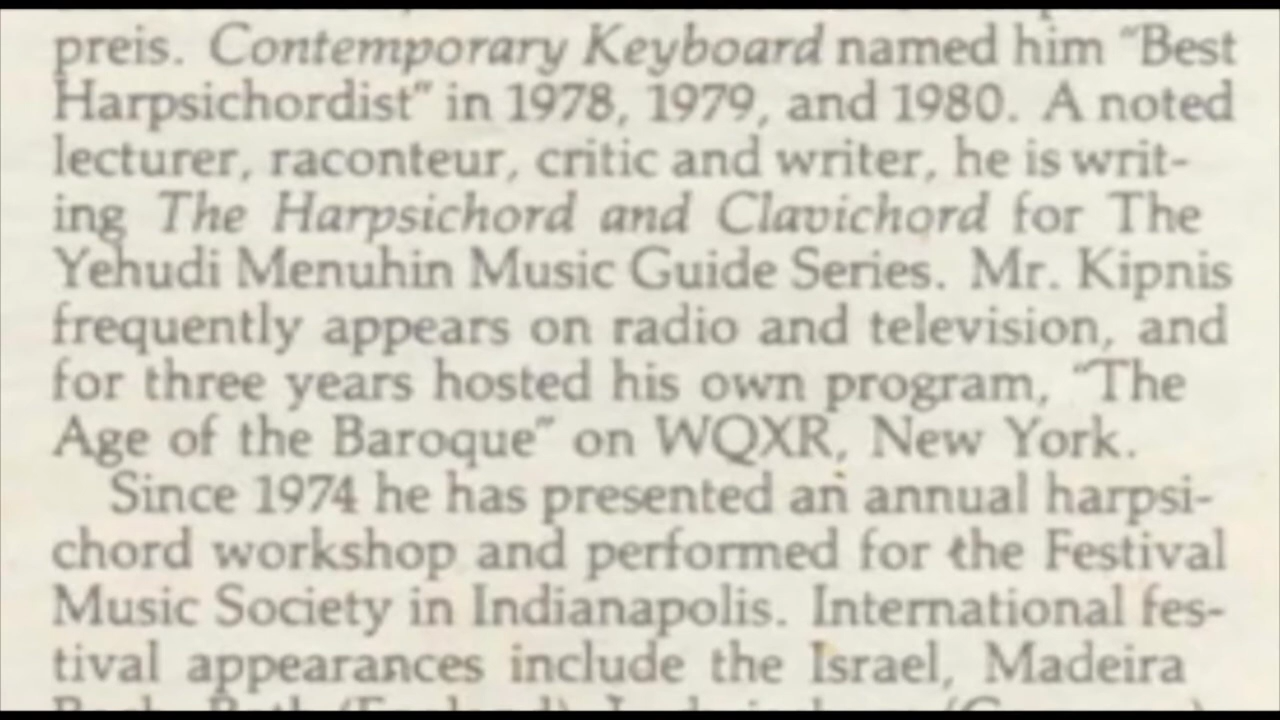 preis. Contemporary Keyboard named him “Best
Harpsichordist” in 1978, 1979, and 1980. A noted
lecturer, raconteur, critic and writer, he is writ-
ing The Harpsichord and Clavichord for The
Yehudi Menuhin Music Guide Series. Mr. Kipnis
frequently appears on radio and television, and
for three years hosted his own program, “The
Age of the Baroque” on WQXR, New York.
Since 1974 he has presented an annual harpsi-
chord workshop and performed for the Festival
Music Society in Indianapolis. International fes-
tival appearances include the Israel, Madeira